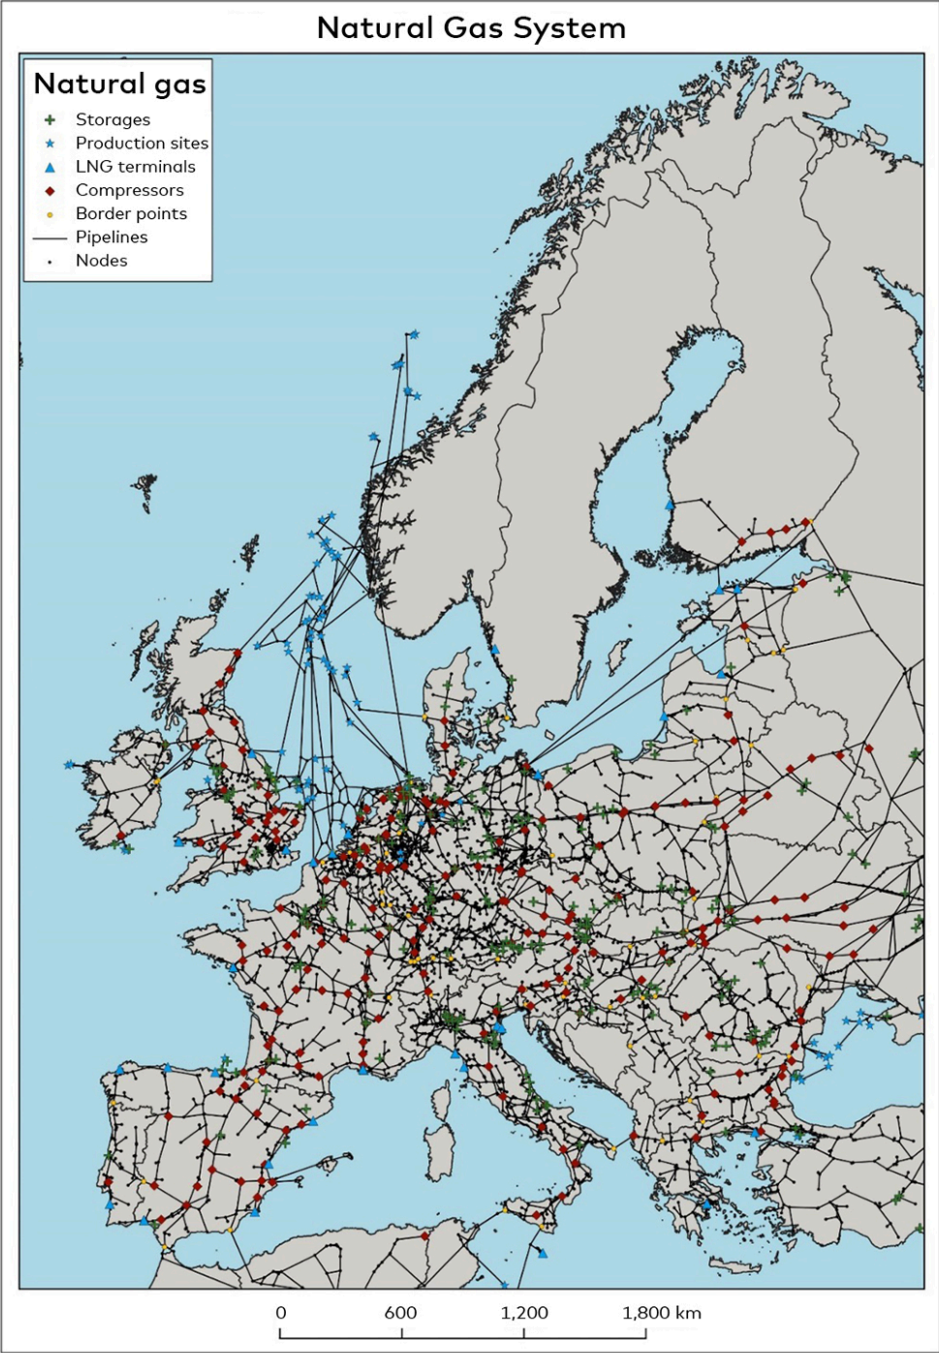 Natural Gas System
Natural gas
Storages
Production sites
LNG terminals
Compressors
Border points
Pipelines
Nodes
0 600 1,200 1,800 km